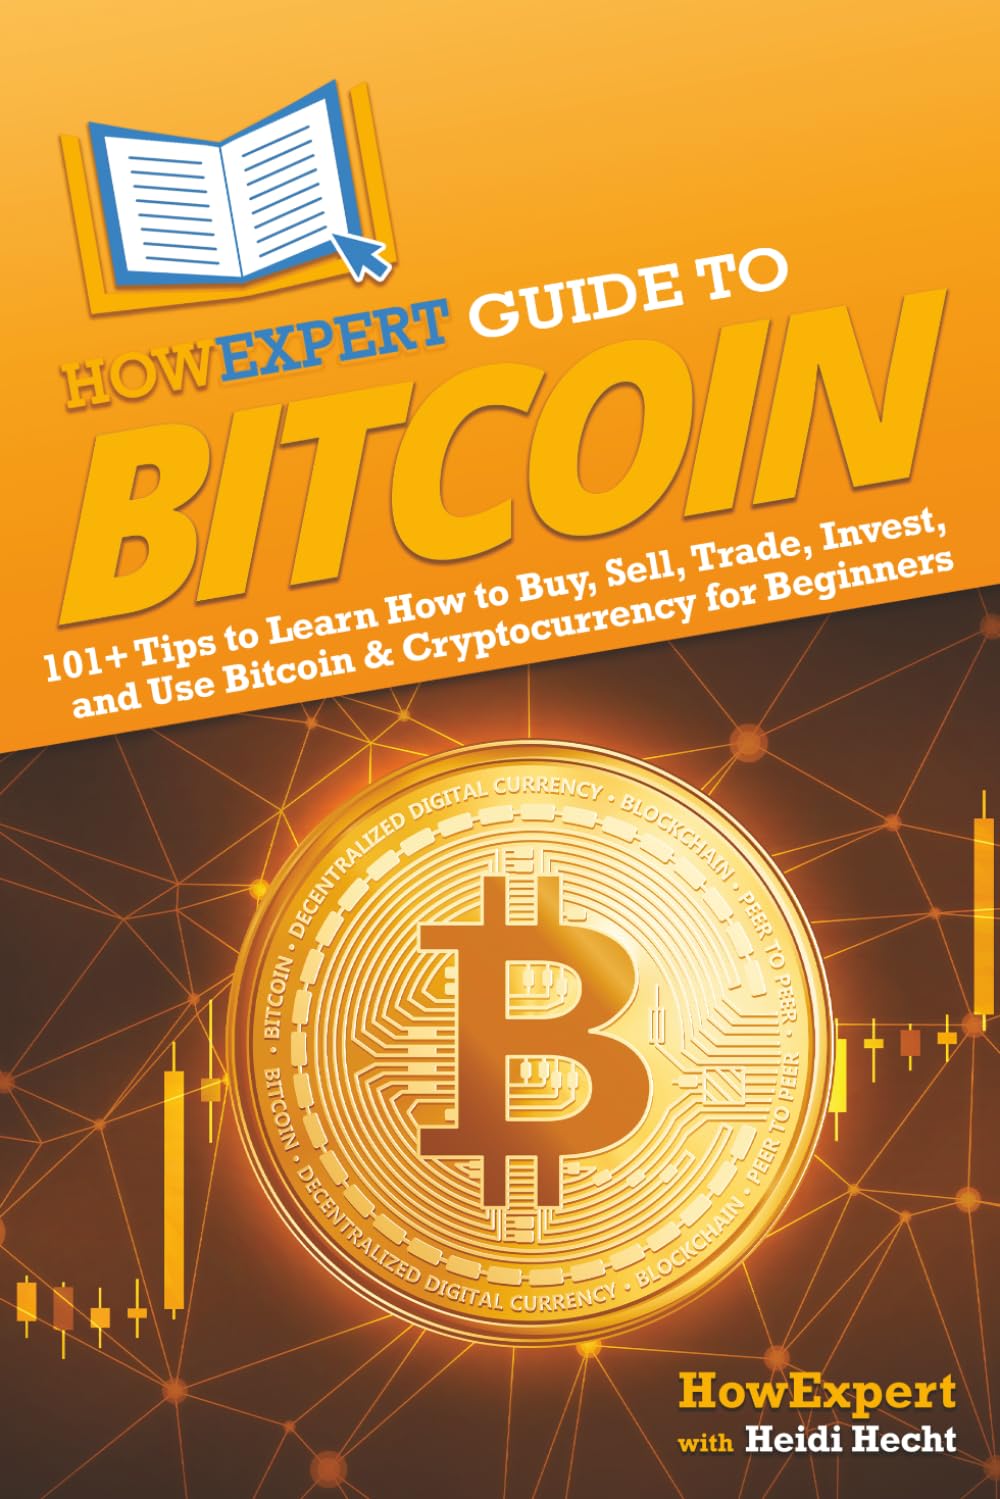 HOWEXPERT GUIDE TO
BITCOIN
101+ Tips to Learn How to Buy, Sell, Trade, Invest,
and Use Bitcoin & Cryptocurrency for Beginners
BITCOIN • DECENTRALIZED DIGITAL CURRENCY • BLOCKCHAIN • PEER TO PEER •
BITCOIN • DECENTRALIZED DIGITAL CURRENCY • BLOCKCHAIN • PEER TO PEER
HowExpert
with Heidi Hecht